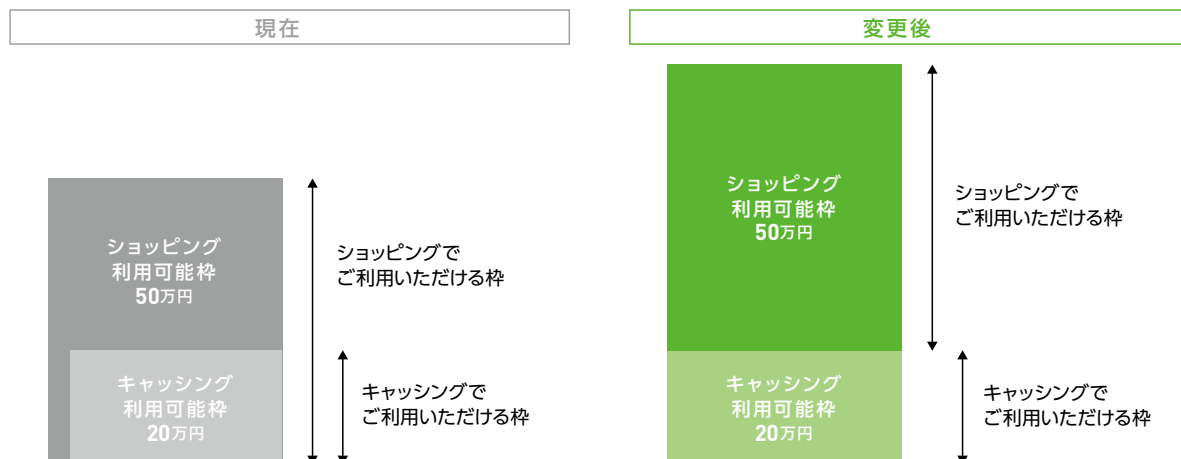 現在
ショッピング
利用可能枠
50万円
キャッシング
利用可能枠
20万円
ショッピングで
ご利用いただける枠
キャッシングで
ご利用いただける枠
変更後
ショッピング
利用可能枠
50万円
キャッシング
利用可能枠
20万円
ショッピングで
ご利用いただける枠
キャッシングで
ご利用いただける枠